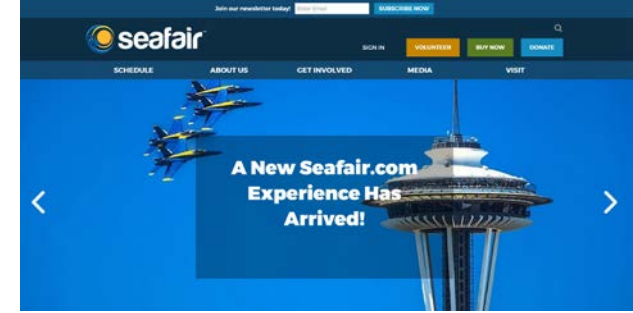 Join our newsletter today! Enter Email SUBSCRIBE NOW
seafair
SIGN IN VOLUNTEER BUY NOW DONATE
SCHEDULE ABOUT US GET INVOLVED MEDIA VISIT
A New Seafair.com
Experience Has
Arrived!